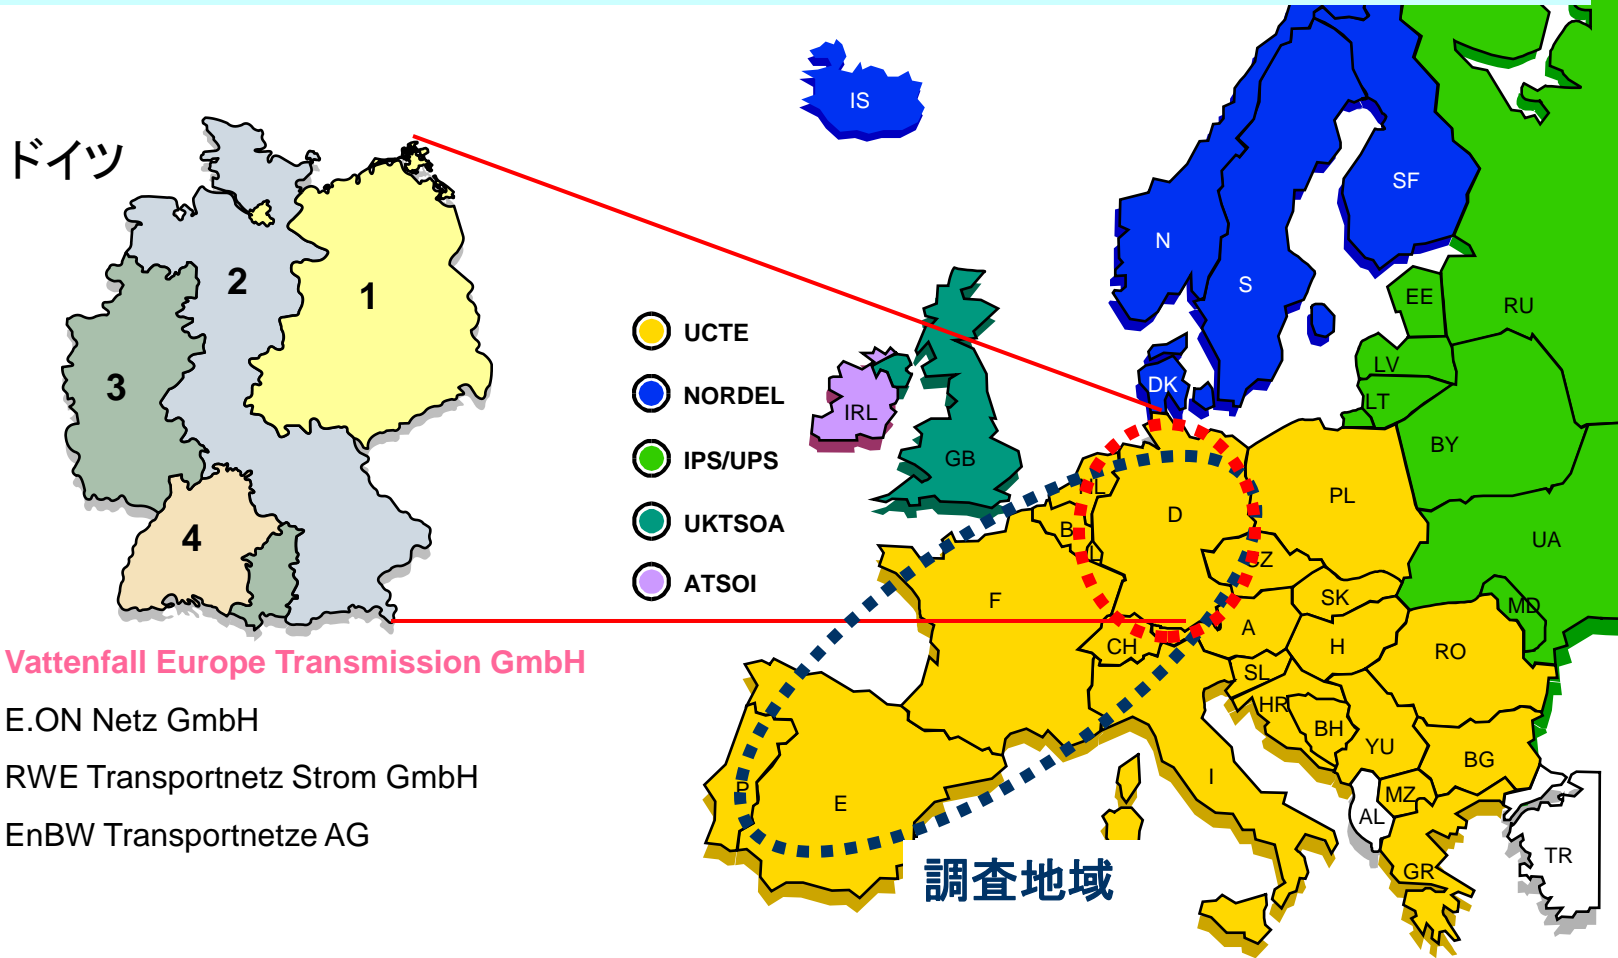 ドイツ
1
2
3
4
Vattenfall Europe Transmission GmbH
E.ON Netz GmbH
RWE Transportnetz Strom GmbH
EnBW Transportnetze AG
UCTE
NORDEL
IPS/UPS
UKTSOA
ATSOI
IS
SF
N
S
EE
RU
LV
LT
DK
IRL
GB
BY
PL
D
B
UA
CZ
F
SK
MD
A
H
CH
RO
SL
HR
BH
YU
BG
I
P
E
MZ
AL
GR
TR
調査地域